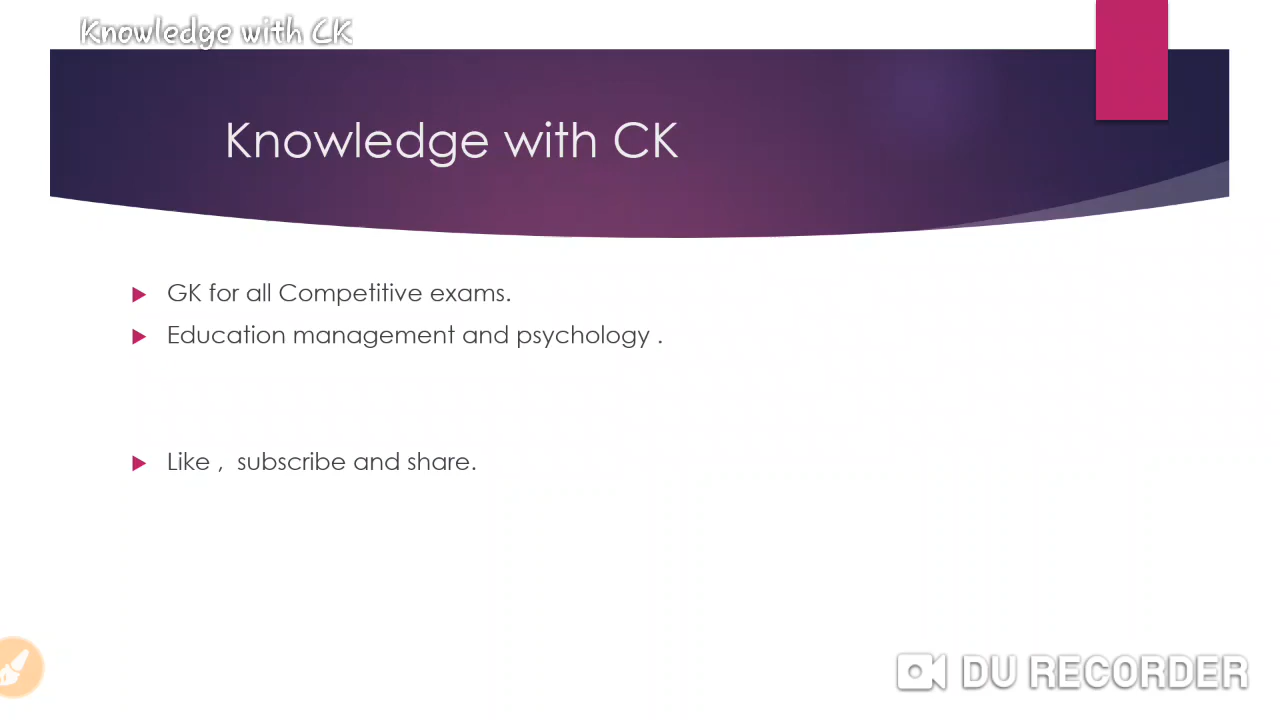 Knowledge with CK
Knowledge with CK
GK for all Competitive exams.
Education management and psychology .
Like ,  subscribe and share.
DU RECORDER